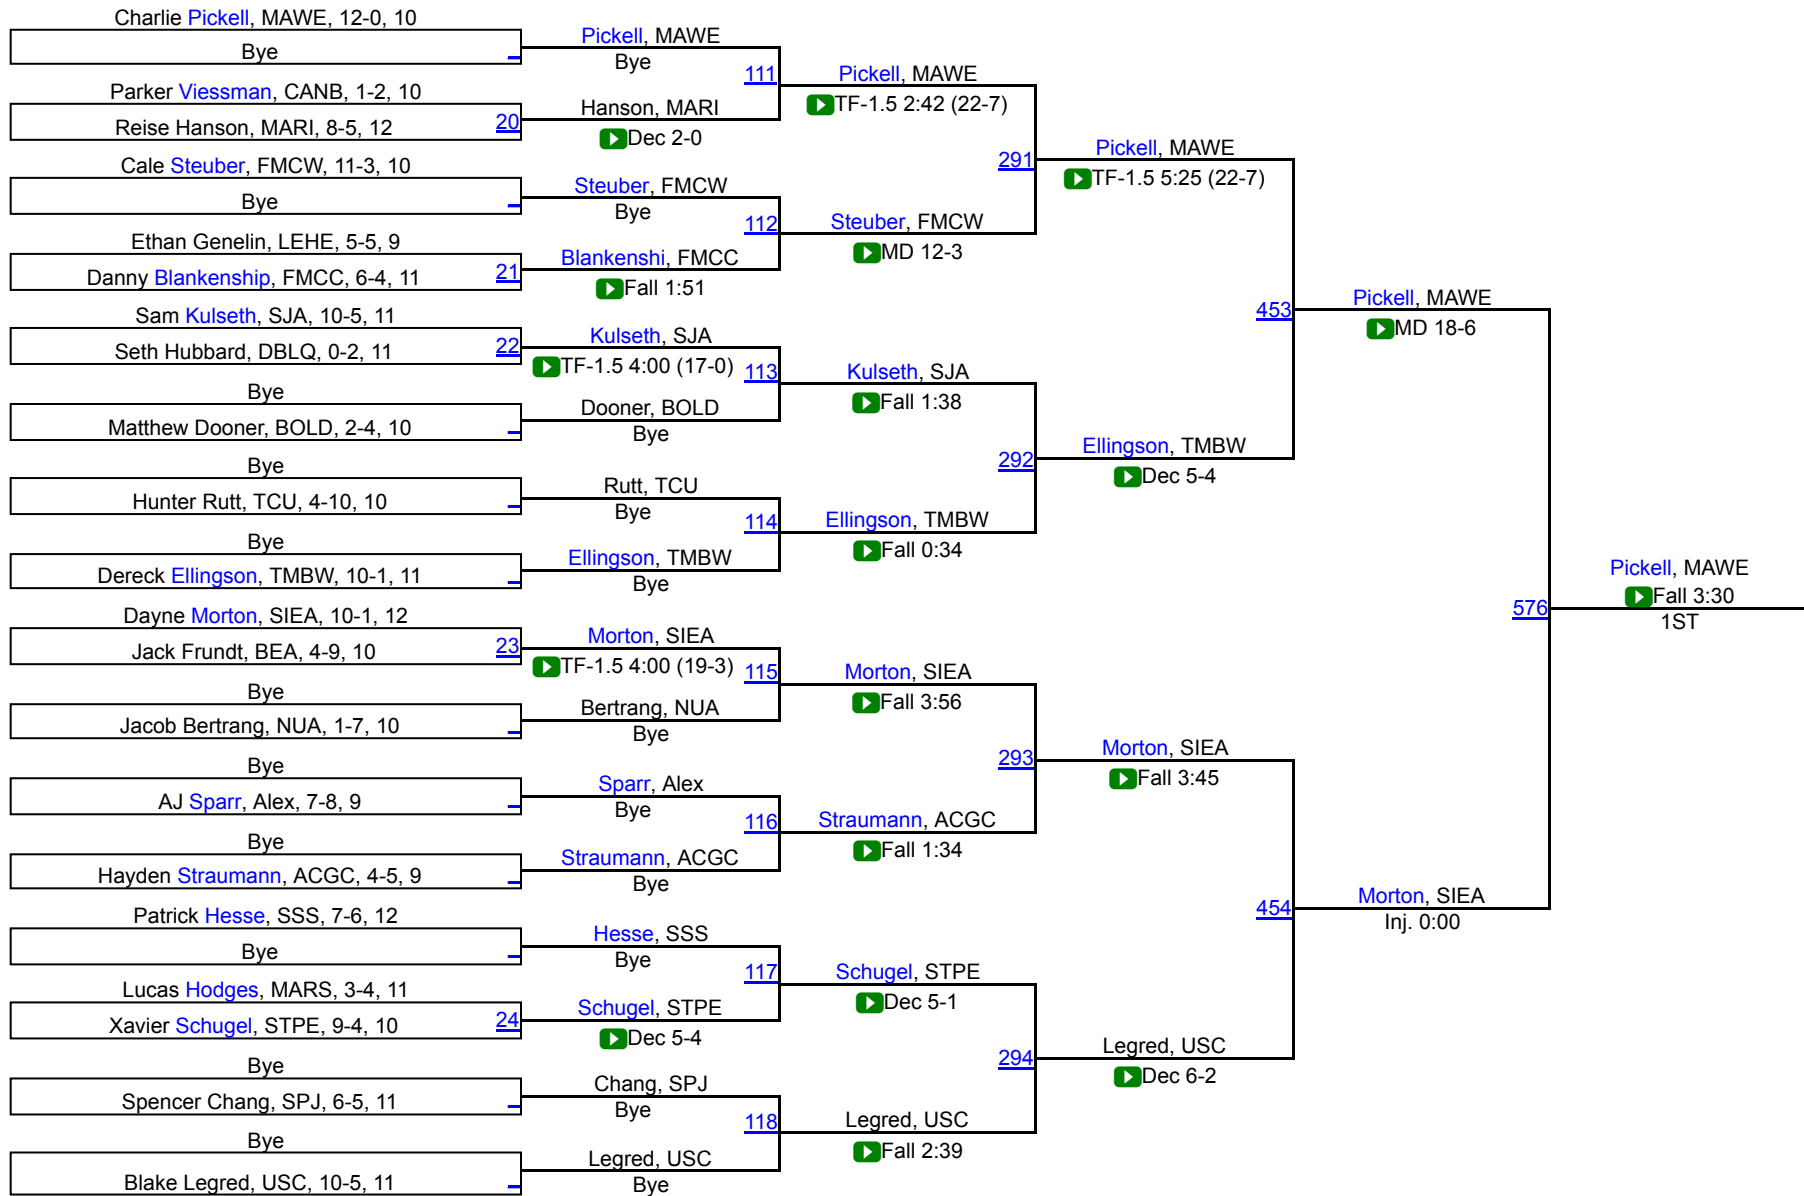 Charlie Pickell, MAWE, 12-0, 10
Bye
Parker Viessman, CANB, 1-2, 10
Reise Hanson, MARI, 8-5, 12
20
Cale Steuber, FMCW, 11-3, 10
Bye
Ethan Genelin, LEHE, 5-5, 9
Danny Blankenship, FMCC, 6-4, 11
21
Sam Kulseth, SJA, 10-5, 11
Seth Hubbard, DBLQ, 0-2, 11
22
Bye
Matthew Dooner, BOLD, 2-4, 10
Bye
Hunter Rutt, TCU, 4-10, 10
Bye
Dereck Ellingson, TMBW, 10-1, 11
Dayne Morton, SIEA, 10-1, 12
Jack Frundt, BEA, 4-9, 10
23
Bye
Jacob Bertrang, NUA, 1-7, 10
Bye
AJ Sparr, Alex, 7-8, 9
Bye
Hayden Straumann, ACGC, 4-5, 9
Patrick Hesse, SSS, 7-6, 12
Bye
Lucas Hodges, MARS, 3-4, 11
Xavier Schugel, STPE, 9-4, 10
24
Bye
Spencer Chang, SPJ, 6-5, 11
Bye
Blake Legred, USC, 10-5, 11
Pickell, MAWE
Bye
111
Hanson, MARI
Dec 2-0
Steuber, FMCW
Bye
112
Blankenshi, FMCC
Fall 1:51
Kulseth, SJA
TF-1.5 4:00 (17-0)
113
Dooner, BOLD
Bye
Rutt, TCU
Bye
114
Ellingson, TMBW
Bye
Morton, SIEA
TF-1.5 4:00 (19-3)
115
Bertrang, NUA
Bye
Sparr, Alex
Bye
116
Straumann, ACGC
Bye
Hesse, SSS
Bye
117
Schugel, STPE
Dec 5-4
Chang, SPJ
Bye
118
Legred, USC
Bye
Pickell, MAWE
TF-1.5 2:42 (22-7)
291
Steuber, FMCW
MD 12-3
Kulseth, SJA
Fall 1:38
292
Ellingson, TMBW
Fall 0:34
Morton, SIEA
Fall 3:56
293
Straumann, ACGC
Fall 1:34
Schugel, STPE
Dec 5-1
294
Legred, USC
Fall 2:39
Pickell, MAWE
TF-1.5 5:25 (22-7)
453
Ellingson, TMBW
Dec 5-4
Morton, SIEA
Fall 3:45
454
Legred, USC
Dec 6-2
Pickell, MAWE
MD 18-6
576
Morton, SIEA
Inj. 0:00
Pickell, MAWE
Fall 3:30
1ST